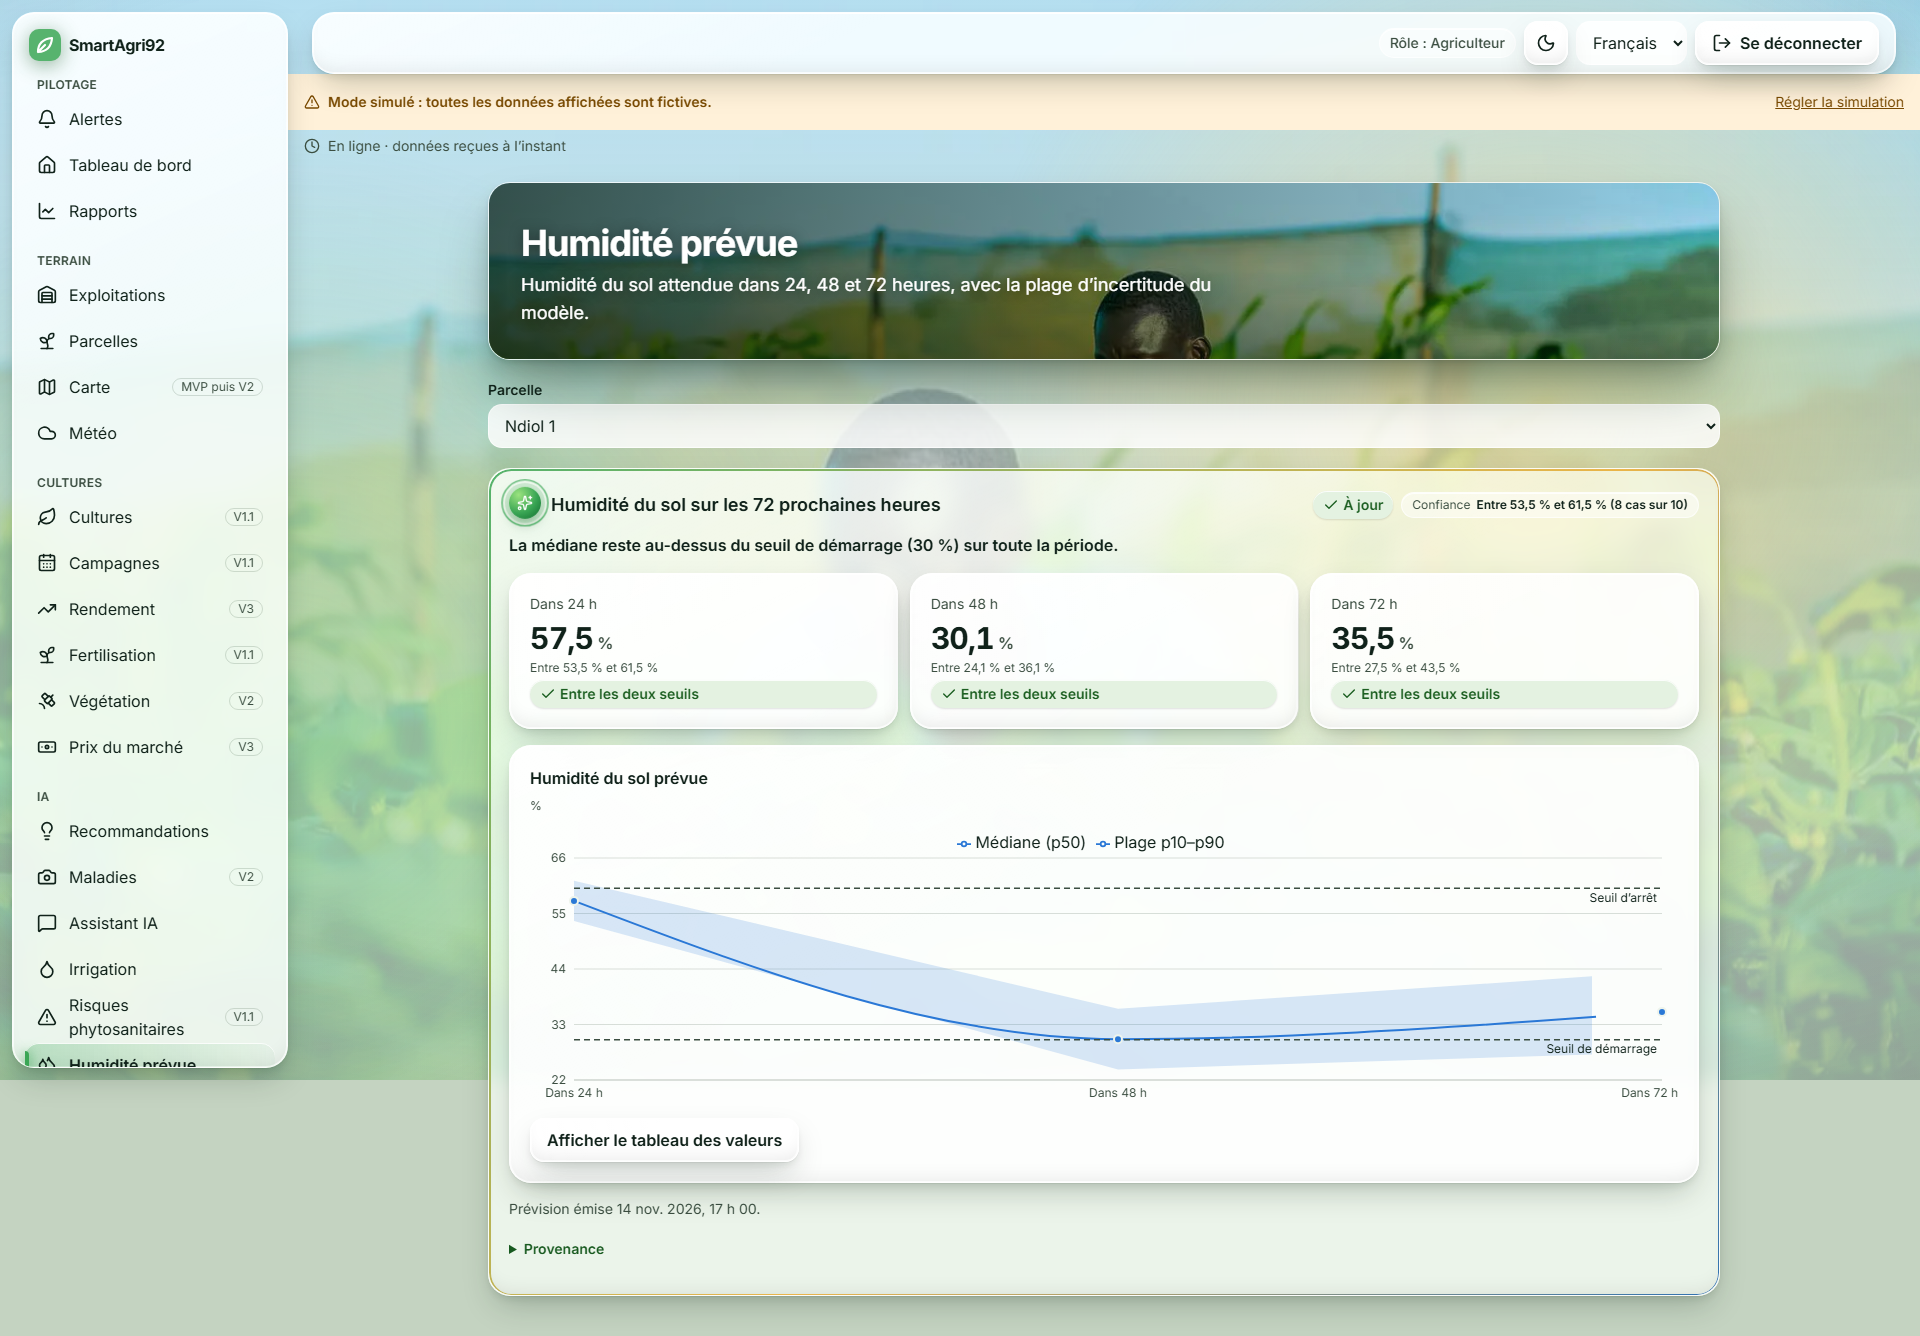 SmartAgri92
PILOTAGE
Alertes
Tableau de bord
Rapports
TERRAIN
Exploitations
Parcelles
Carte MVP puis V2
Météo
CULTURES
Cultures V1.1
Campagnes V1.1
Rendement V3
Fertilisation V1.1
Végétation V2
Prix du marché V3
IA
Recommandations
Maladies V2
Assistant IA
Irrigation
Risques phytosanitaires V1.1
Humidité prévue
Rôle : Agriculteur
Français
Se déconnecter
Mode simulé : toutes les données affichées sont fictives.
Régler la simulation
En ligne · données reçues à l’instant
Humidité prévue
Humidité du sol attendue dans 24, 48 et 72 heures, avec la plage d’incertitude du
modèle.
Parcelle
Ndiol 1
Humidité du sol sur les 72 prochaines heures
À jour
Confiance Entre 53,5 % et 61,5 % (8 cas sur 10)
La médiane reste au-dessus du seuil de démarrage (30 %) sur toute la période.
Dans 24 h
57,5 %
Entre 53,5 % et 61,5 %
Entre les deux seuils
Dans 48 h
30,1 %
Entre 24,1 % et 36,1 %
Entre les deux seuils
Dans 72 h
35,5 %
Entre 27,5 % et 43,5 %
Entre les deux seuils
Humidité du sol prévue
%
Médiane (p50) Plage p10–p90
66
Seuil d’arrêt
55
44
33
Seuil de démarrage
22
Dans 24 h Dans 48 h Dans 72 h
Afficher le tableau des valeurs
Prévision émise 14 nov. 2026, 17 h 00.
Provenance